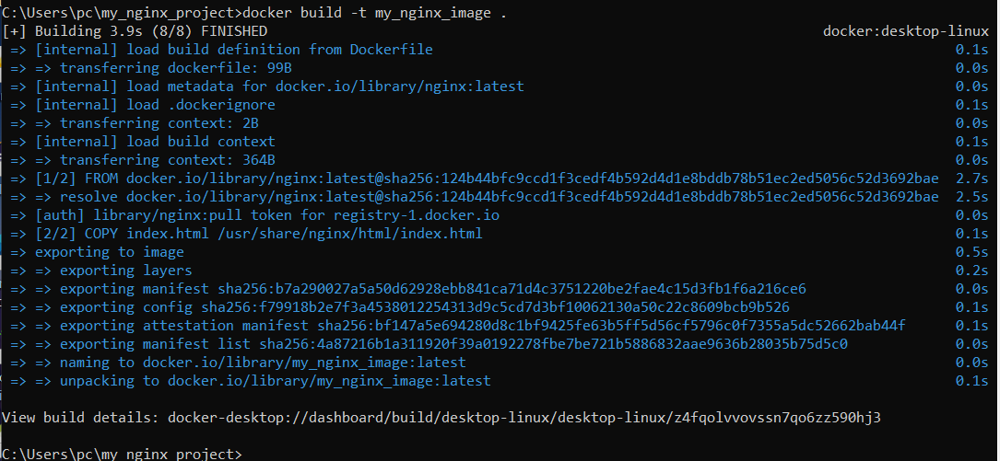 C:\Users\pc\my_nginx_project>docker build -t my_nginx_image .
[+] Building 3.9s (8/8) FINISHED docker:desktop-linux
=> [internal] load build definition from Dockerfile 0.1s
=> => transferring dockerfile: 99B 0.0s
=> [internal] load metadata for docker.io/library/nginx:latest 0.0s
=> [internal] load .dockerignore 0.1s
=> => transferring context: 2B 0.0s
=> [internal] load build context 0.1s
=> => transferring context: 364B 0.0s
=> [1/2] FROM docker.io/library/nginx:latest@sha256:124b44bfc9ccd1f3cedf4b592d4d1e8bddb78b51ec2ed5056c52d3692bae 2.7s
=> => resolve docker.io/library/nginx:latest@sha256:124b44bfc9ccd1f3cedf4b592d4d1e8bddb78b51ec2ed5056c52d3692bae 2.5s
=> [auth] library/nginx:pull token for registry-1.docker.io 0.0s
=> [2/2] COPY index.html /usr/share/nginx/html/index.html 0.1s
=> exporting to image 0.5s
=> => exporting layers 0.2s
=> => exporting manifest sha256:b7a290027a5a50d62928ebb841ca71d4c3751220be2fae4c15d3fb1f6a216ce6 0.0s
=> => exporting config sha256:f79918b2e7f3a4538012254313d9c5cd7d3bf10062130a50c22c8609bcb9b526 0.1s
=> => exporting attestation manifest sha256:bf147a5e694280d8c1bf9425fe63b5ff5d56cf5796c0f7355a5dc52662bab44f 0.1s
=> => exporting manifest list sha256:4a87216b1a311920f39a0192278fbe7be721b5886832aae9636b28035b75d5c0 0.0s
=> => naming to docker.io/library/my_nginx_image:latest 0.0s
=> => unpacking to docker.io/library/my_nginx_image:latest 0.1s
View build details: docker-desktop://dashboard/build/desktop-linux/desktop-linux/z4fqolvvovssn7qo6zz590hj3
C:\Users\pc\my_nginx_project>